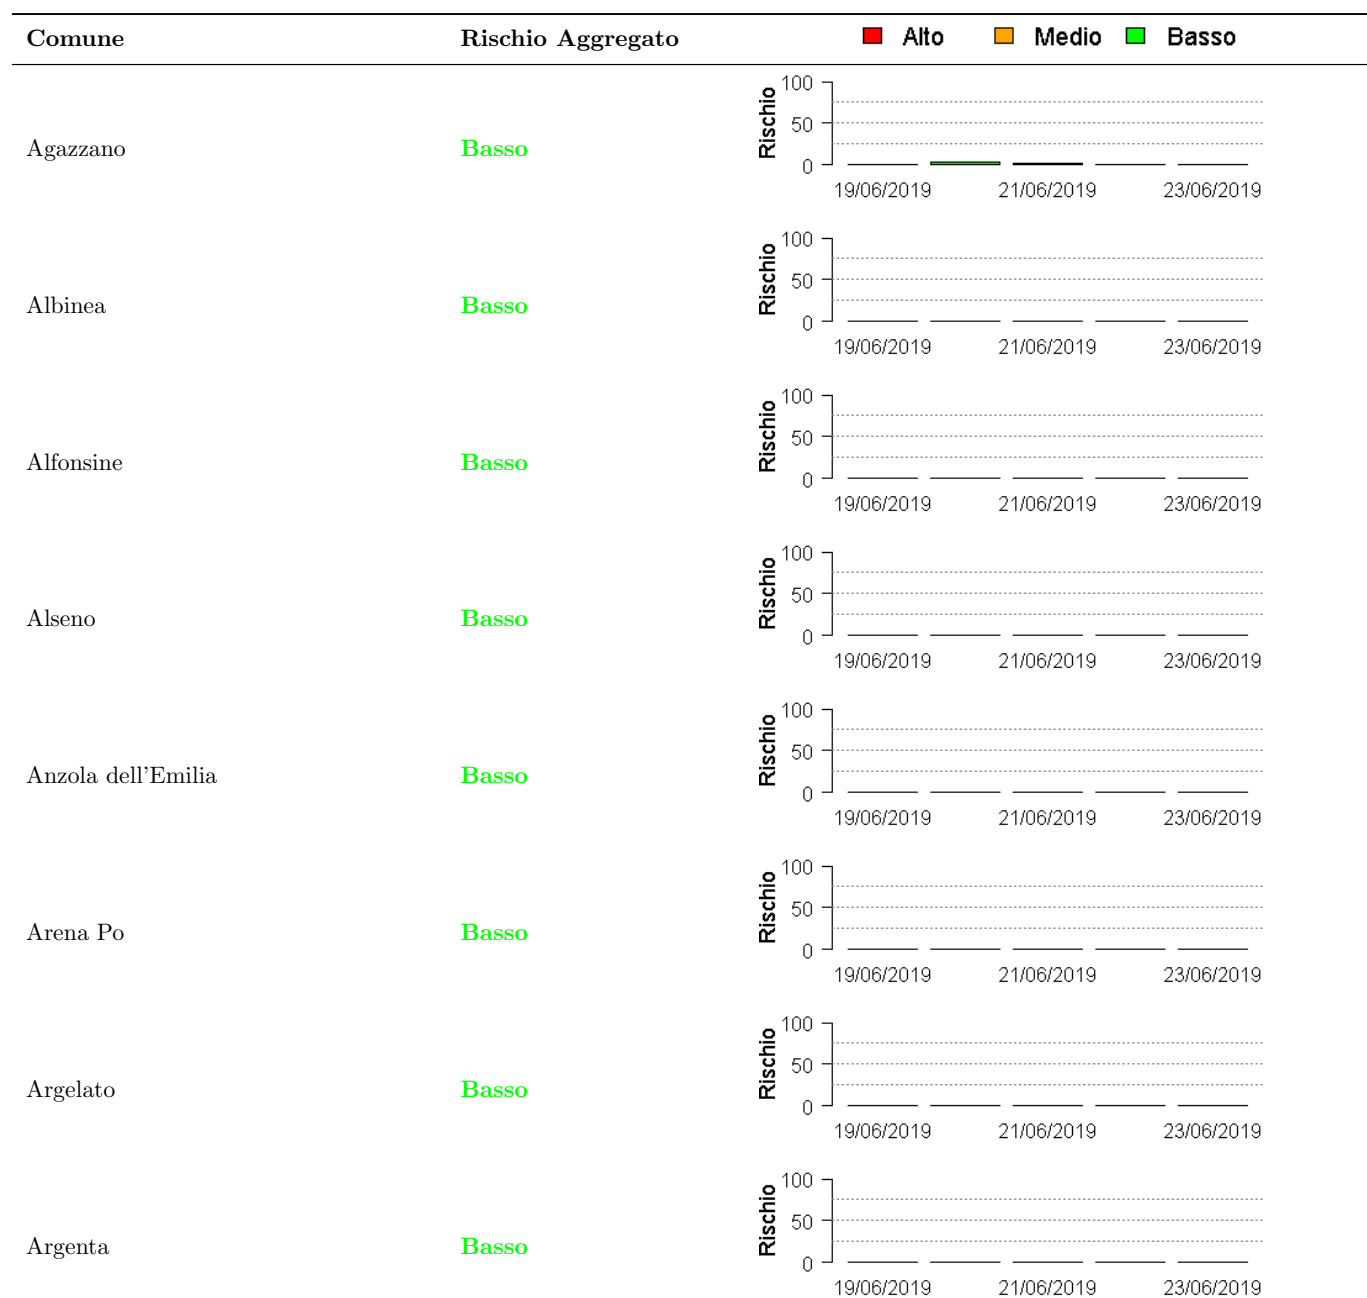 Comune Rischio Aggregato Alto Medio Basso
100
Rischio
50
Agazzano Basso
0
19/06/2019 21/06/2019 23/06/2019
100
Rischio
50
Albinea Basso
0
19/06/2019 21/06/2019 23/06/2019
100
Rischio
50
Alfonsine Basso
0
19/06/2019 21/06/2019 23/06/2019
100
Rischio
50
Alseno Basso
0
19/06/2019 21/06/2019 23/06/2019
100
Rischio
50
Anzola dell'Emilia Basso
0
19/06/2019 21/06/2019 23/06/2019
100
Rischio
50
Arena Po Basso
0
19/06/2019 21/06/2019 23/06/2019
100
Rischio
50
Argelato Basso
0
19/06/2019 21/06/2019 23/06/2019
100
Rischio
50
Argenta Basso
0
19/06/2019 21/06/2019 23/06/2019